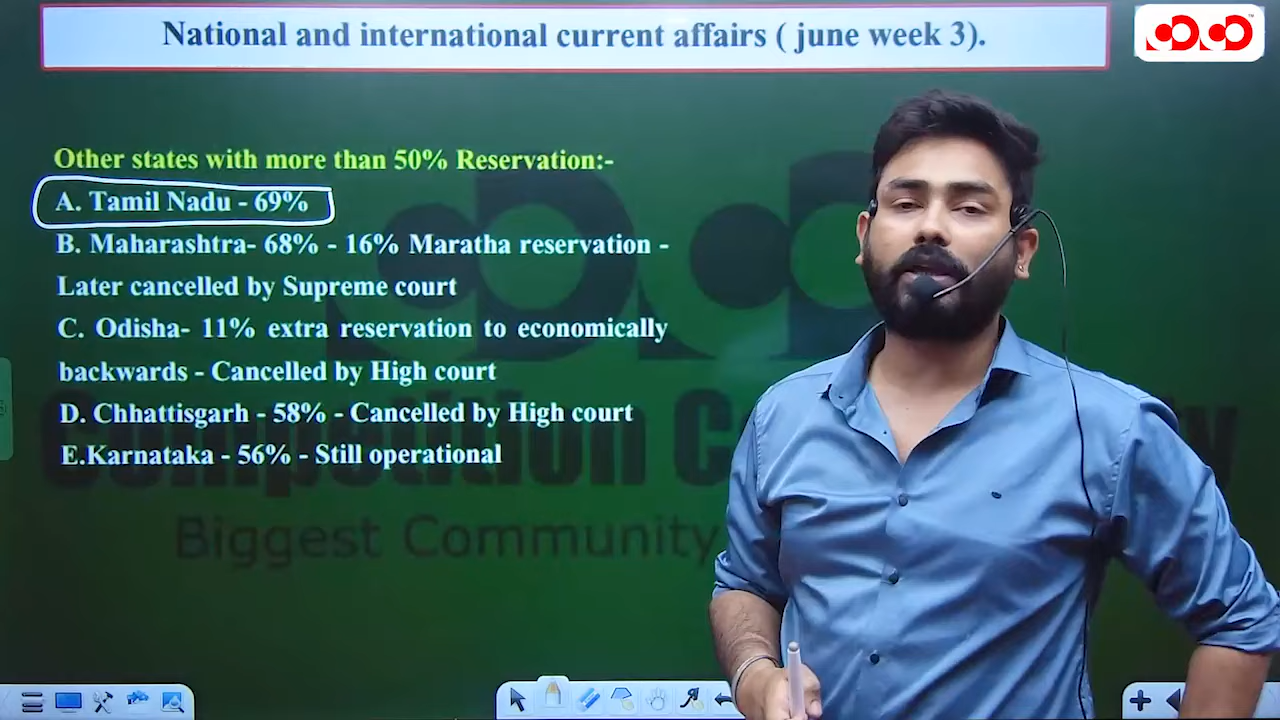 National and international current affairs ( june week 3).
Other states with more than 50% Reservation:-
A. Tamil Nadu - 69%
B. Maharashtra- 68% - 16% Maratha reservation -
Later cancelled by Supreme court
C. Odisha- 11% extra reservation to economically
backwards - Cancelled by High court
D. Chhattisgarh - 58% - Cancelled by High court
E.Karnataka - 56% - Still operational
Competition
Biggest Community